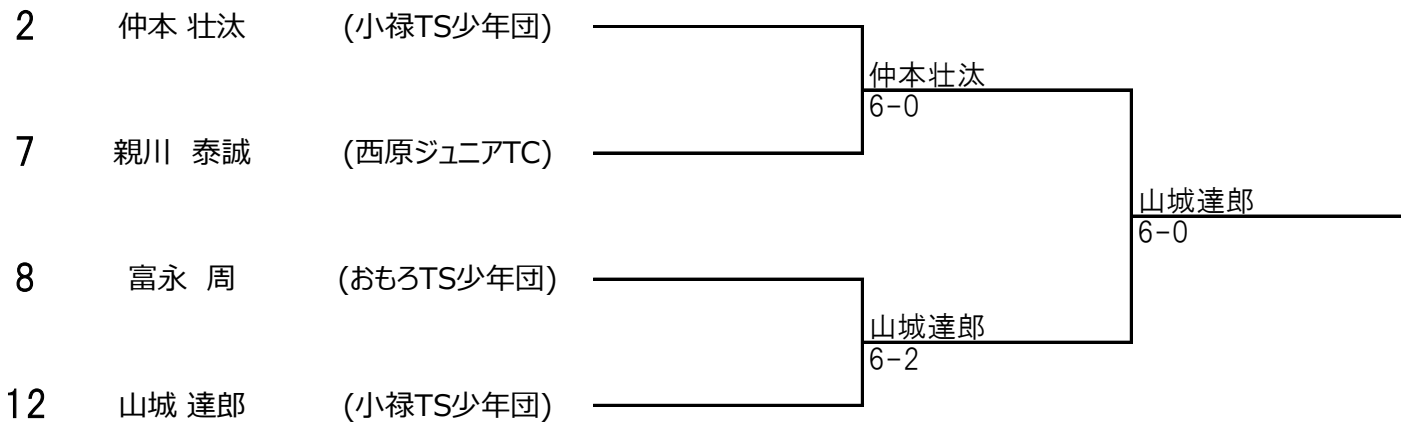 2 仲本 壮汰 (小禄TS少年団)
仲本壮汰
6-0
7 親川 泰誠 (西原ジュニアTC)
山城達郎
6-0
8 富永 周 (おもろTS少年団)
山城達郎
6-2
12 山城 達郎 (小禄TS少年団)